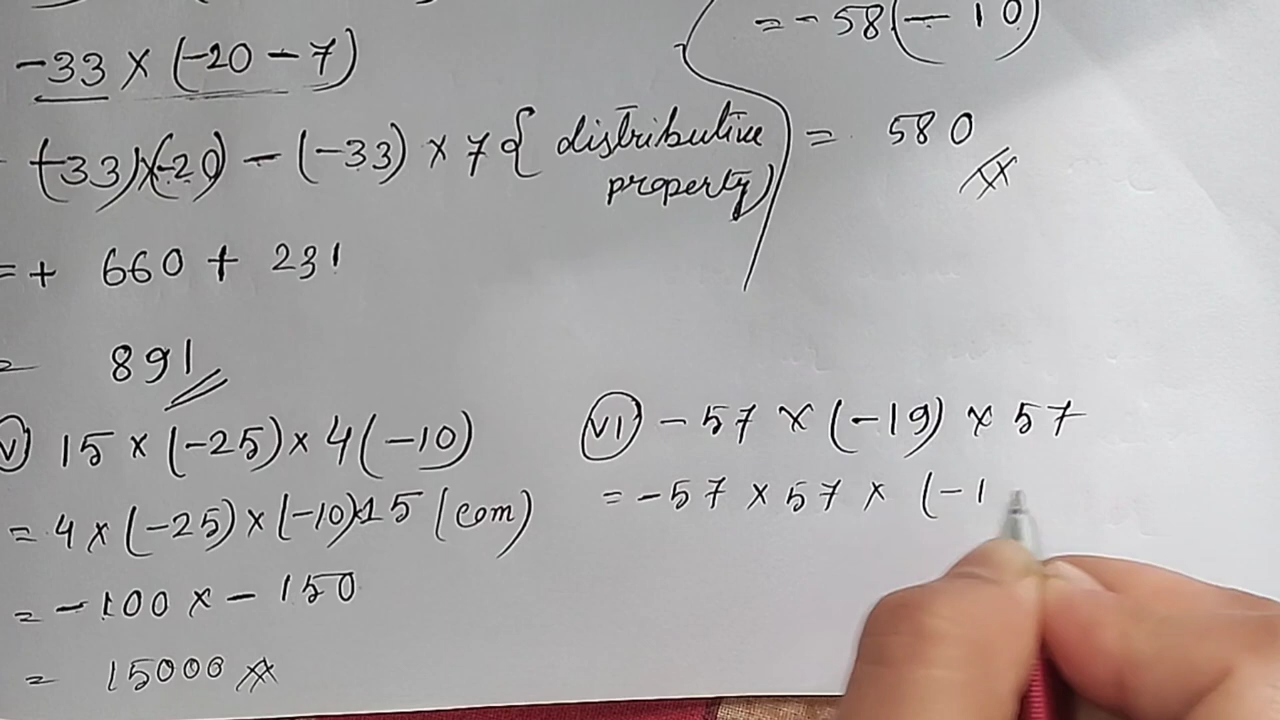 -33 × (-20 - 7)
(-33)×(-20) - (-33) × 7 { distributive
property }
= + 660 + 231
= 891
= -58(-10)
= 580
(V) 15 × (-25) × 4(-10)
= 4 × (-25) × (-10)×15 (com)
= -100 × -150
= 15000
(VI) -57 × (-19) × 57
= -57 × 57 × (-1